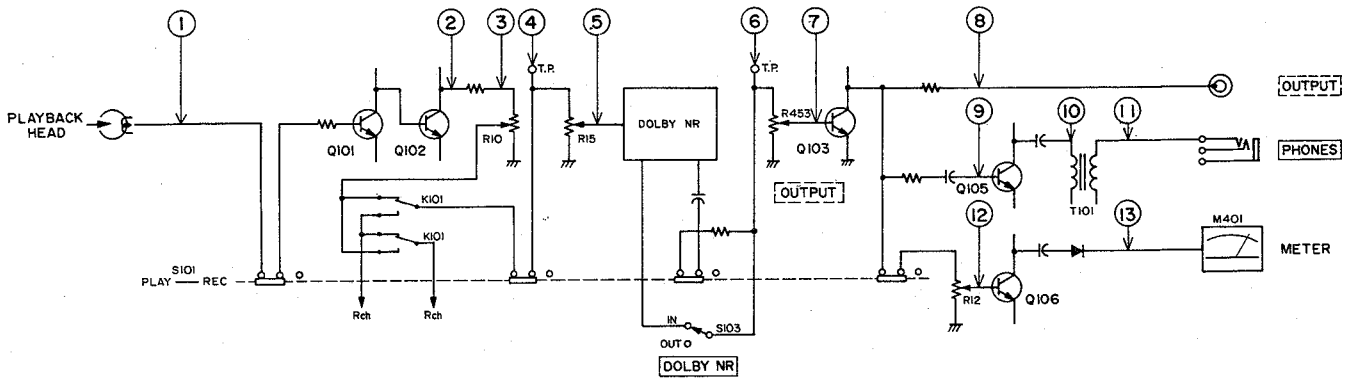 1 2 3 4 5 6 7 8
T.P. T.P.
PLAYBACK HEAD
Q101 Q102 R10 R15 DOLBY NR R453 Q103 OUTPUT
OUTPUT
9 10 11
Q105 T101 PHONES
K101
K101
12 13
M401
METER
R12 Q106
S101
PLAY REC
Rch Rch
IN S103
OUT
DOLBY NR